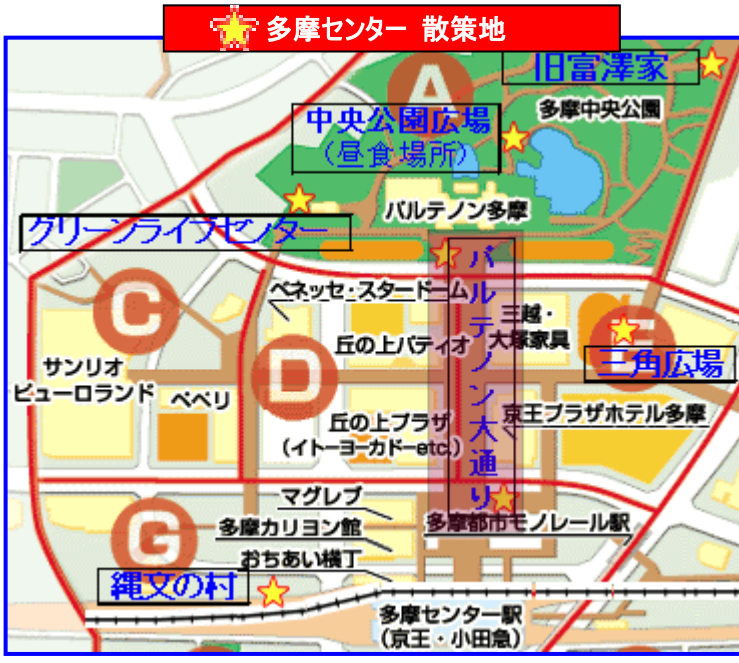 多摩センター 散策地
旧富澤家
A
多摩中央公園
中央公園広場
(昼食場所)
パルテノン多摩
グリーンライブセンター
パルテノン大通り
ベネッセ・スタードーム
三越・
大塚家具
C
丘の上パティオ
E
三角広場
サンリオ
ピューロランド
D
ペペリ
丘の上プラザ
(イトーヨーカドーetc.)
京王プラザホテル多摩
マグレブ
多摩カリヨン館
多摩都市モノレール駅
G
おちあい横丁
縄文の村
多摩センター駅
(京王・小田急)